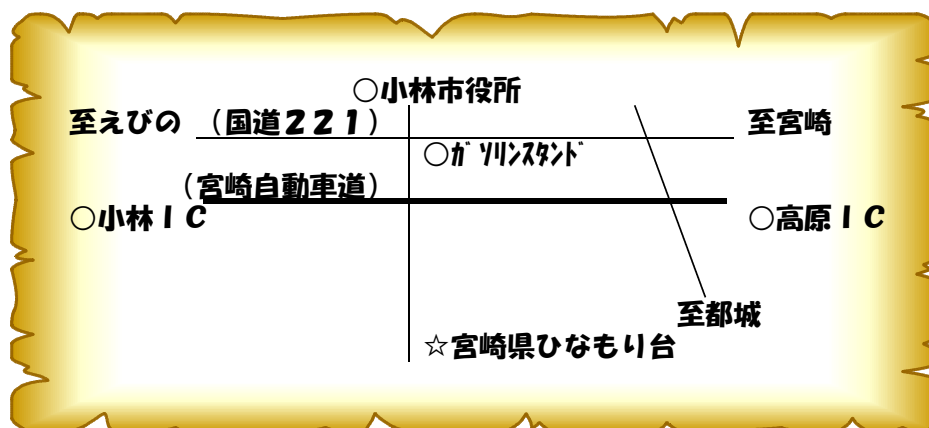 ○小林市役所
至えびの （国道２２１） 至宮崎
○ｶﾞｿﾘﾝｽﾀﾝﾄﾞ
（宮崎自動車道）
○小林ＩＣ ○高原ＩＣ
至都城
☆宮崎県ひなもり台